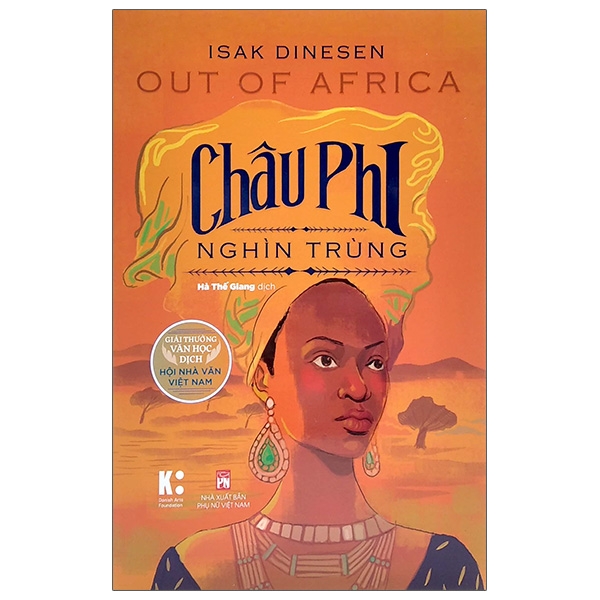 ISAK DINESEN
OUT OF AFRICA
CHÂU PHI
NGHÌN TRÙNG
Hà Thế Giang dịch
GIẢI THƯỞNG
VĂN HỌC
DỊCH
HỘI NHÀ VĂN
VIỆT NAM
K:
Danish Arts
Foundation
PN
NHÀ XUẤT BẢN
PHỤ NỮ VIỆT NAM